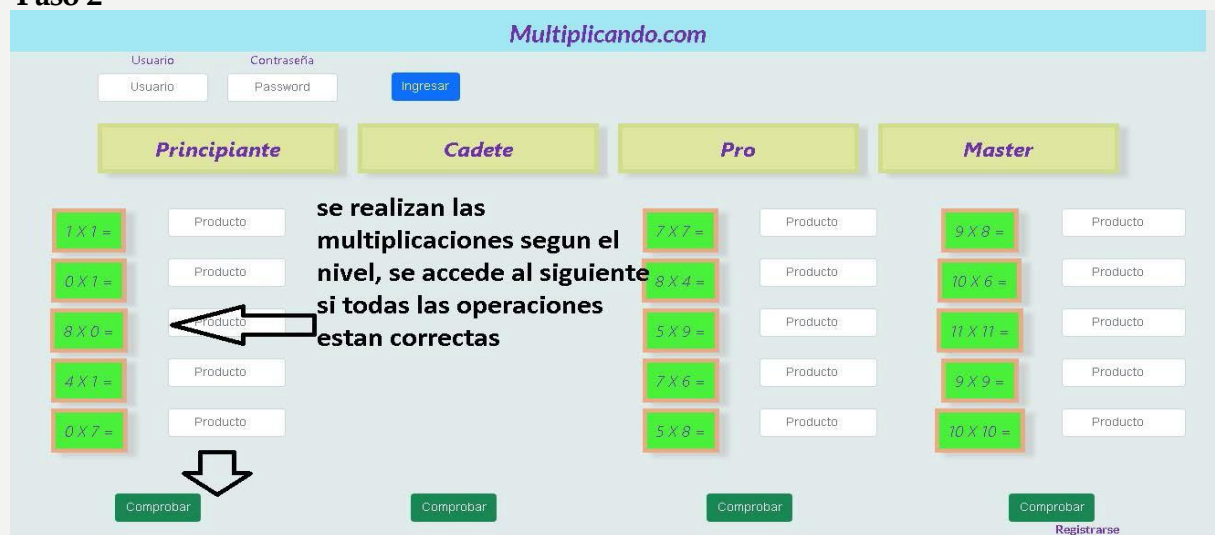 Paso 2
Multiplicando.com
Usuario Contraseña
Usuario Password Ingresar
Principiante Cadete Pro Master
se realizan las
multiplicaciones segun el
nivel, se accede al siguiente
si todas las operaciones
estan correctas
1 X 1 = Producto
0 X 1 = Producto
8 X 0 = Producto
4 X 1 = Producto
0 X 7 = Producto
7 X 7 = Producto
8 X 4 = Producto
5 X 9 = Producto
7 X 6 = Producto
5 X 8 = Producto
9 X 8 = Producto
10 X 6 = Producto
11 X 11 = Producto
9 X 9 = Producto
10 X 10 = Producto
Comprobar Comprobar Comprobar Comprobar
Registrarse